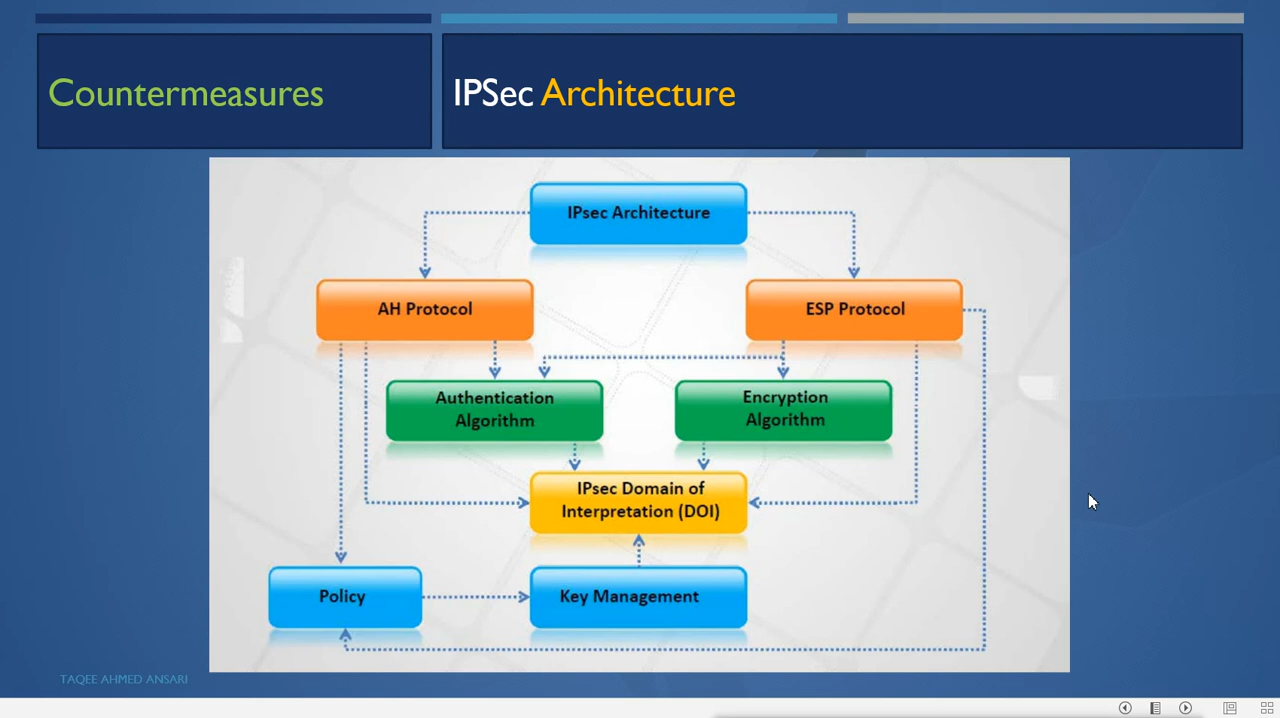 Countermeasures
IPSec Architecture
IPsec Architecture
AH Protocol
ESP Protocol
Authentication
Algorithm
Encryption
Algorithm
IPsec Domain of
Interpretation (DOI)
Policy
Key Management
TAQEE AHMED ANSARI